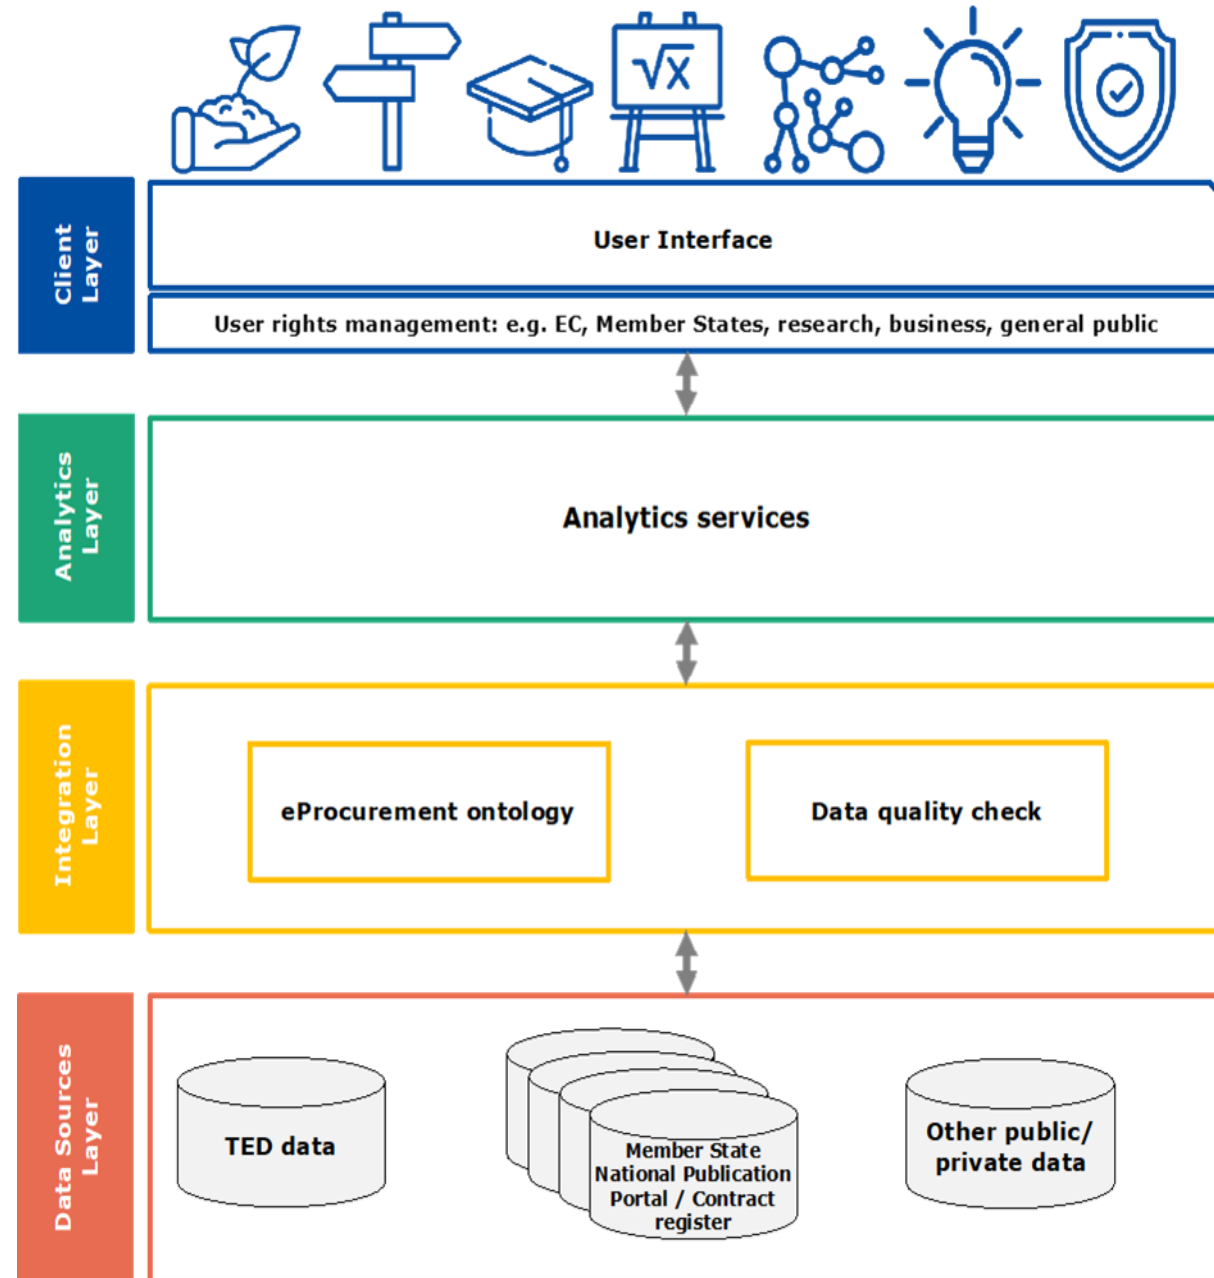 √x
Client
Layer
User Interface
User rights management: e.g. EC, Member States, research, business, general public
Analytics
Layer
Analytics services
Integration
Layer
eProcurement ontology
Data quality check
Data Sources
Layer
TED data
Member State
National Publication
Portal / Contract
register
Other public/
private data